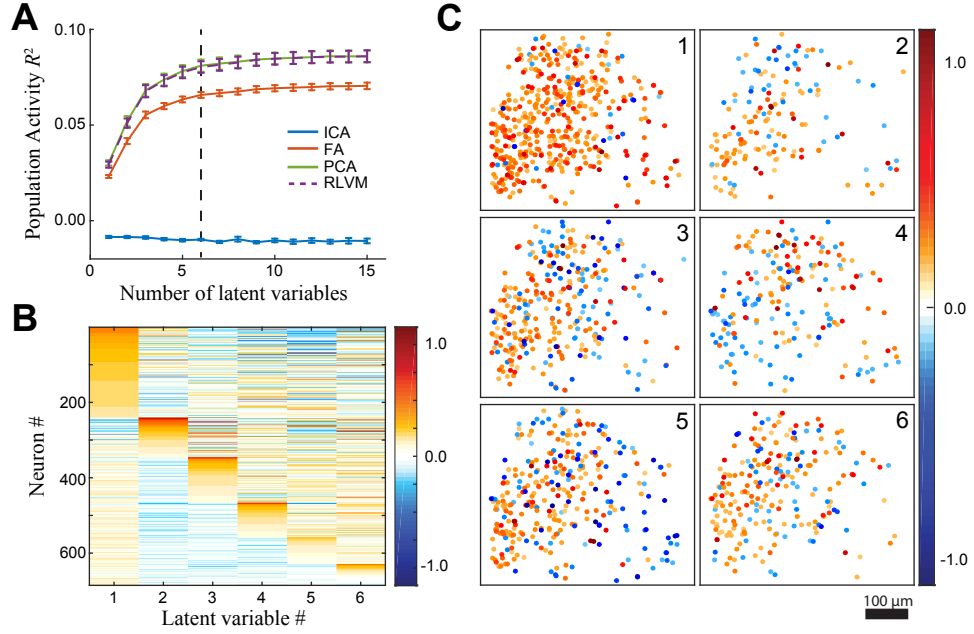 A
0.10
0.05
0.00
Population Activity R²
ICA
FA
PCA
RLVM
0 5 10 15
Number of latent variables
B
Neuron #
200
400
600
1 2 3 4 5 6
Latent variable #
1.0
0.0
-1.0
C
1 2
3 4
5 6
1.0
0.0
-1.0
100 μm